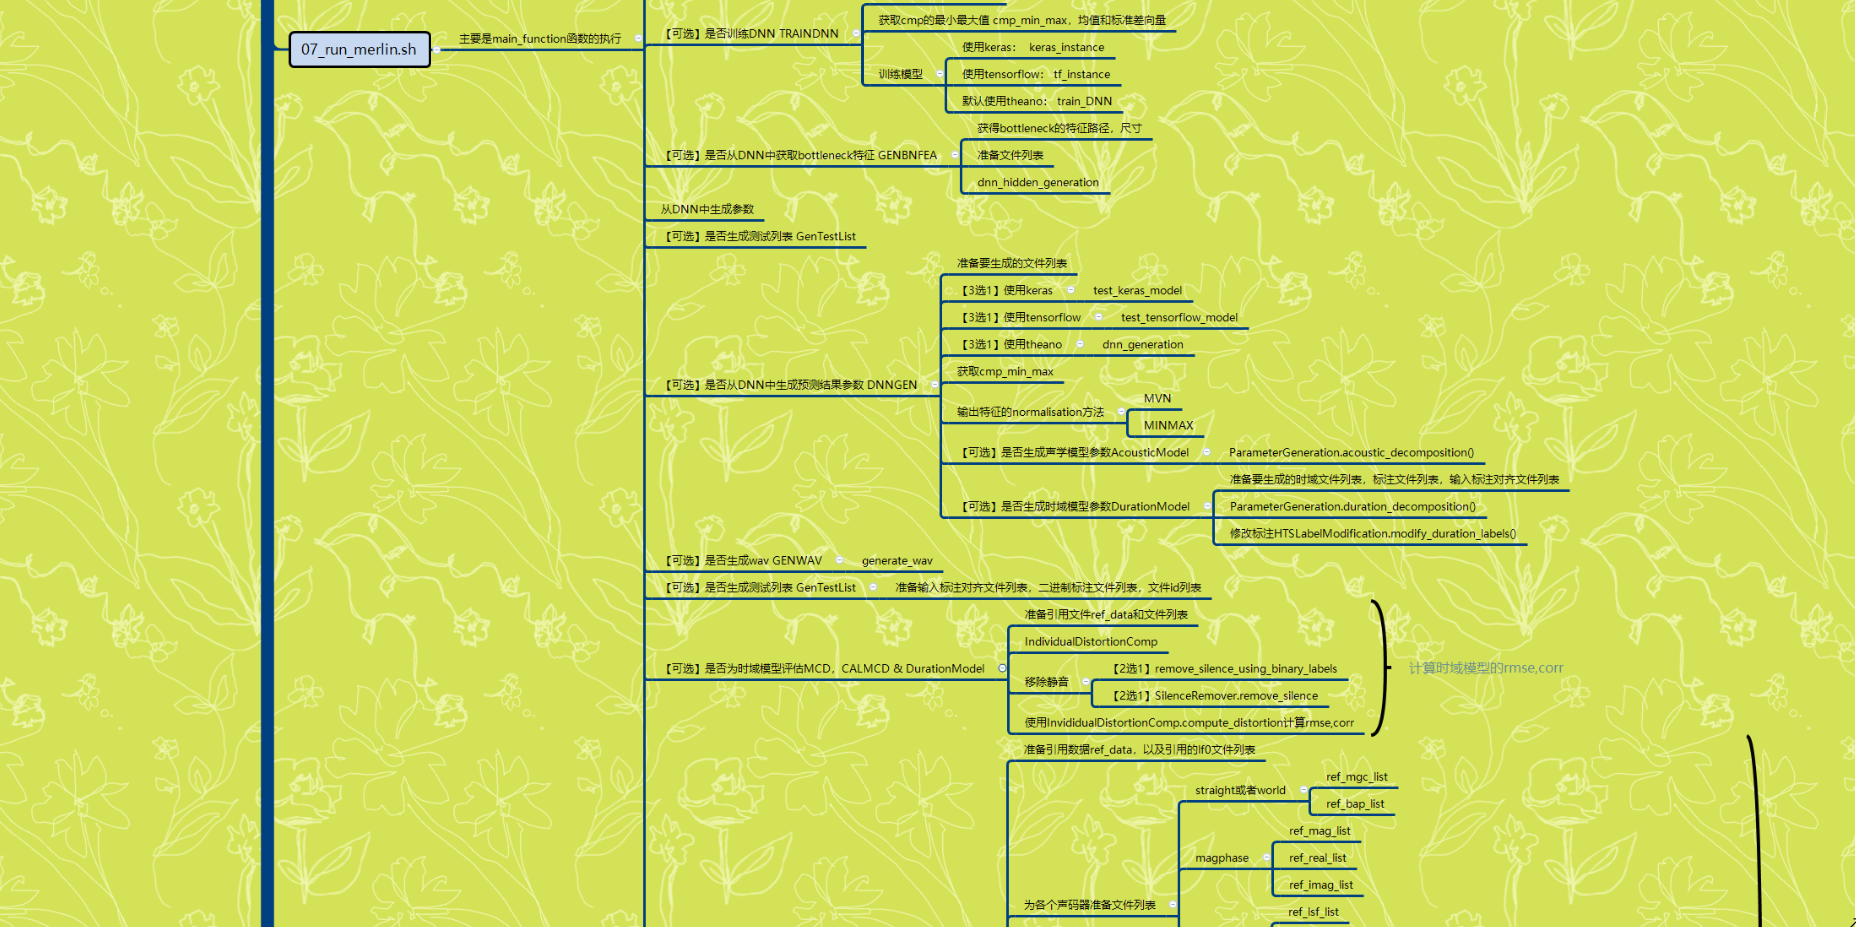 07_run_merlin.sh
主要是main_function函数的执行
【可选】是否训练DNN TRAINDNN
获取cmp的最小最大值 cmp_min_max，均值和标准差向量
训练模型
使用keras： keras_instance
使用tensorflow： tf_instance
默认使用theano： train_DNN
【可选】是否从DNN中获取bottleneck特征 GENBNFEA
获得bottleneck的特征路径，尺寸
准备文件列表
dnn_hidden_generation
从DNN中生成参数
【可选】是否生成测试列表 GenTestList
【可选】是否从DNN中生成预测结果参数 DNNGEN
准备要生成的文件列表
【3选1】使用keras
test_keras_model
【3选1】使用tensorflow
test_tensorflow_model
【3选1】使用theano
dnn_generation
获取cmp_min_max
输出特征的normalisation方法
MVN
MINMAX
【可选】是否生成声学模型参数AcousticModel
ParameterGeneration.acoustic_decomposition()
【可选】是否生成时域模型参数DurationModel
准备要生成的时域文件列表，标注文件列表，输入标注对齐文件列表
ParameterGeneration.duration_decomposition()
修改标注HTSLabelModification.modify_duration_labels()
【可选】是否生成wav GENWAV
generate_wav
【可选】是否生成测试列表 GenTestList
准备输入标注对齐文件列表，二进制标注文件列表，文件id列表
【可选】是否为时域模型评估MCD，CALMCD & DurationModel
准备引用文件ref_data和文件列表
IndividualDistortionComp
移除静音
【2选1】remove_silence_using_binary_labels
【2选1】SilenceRemover.remove_silence
使用InvididualDistortionComp.compute_distortion计算rmse,corr
计算时域模型的rmse,corr
准备引用数据ref_data，以及引用的lf0文件列表
为各个声码器准备文件列表
straight或者world
ref_mgc_list
ref_bap_list
magphase
ref_mag_list
ref_real_list
ref_imag_list
ref_lsf_list